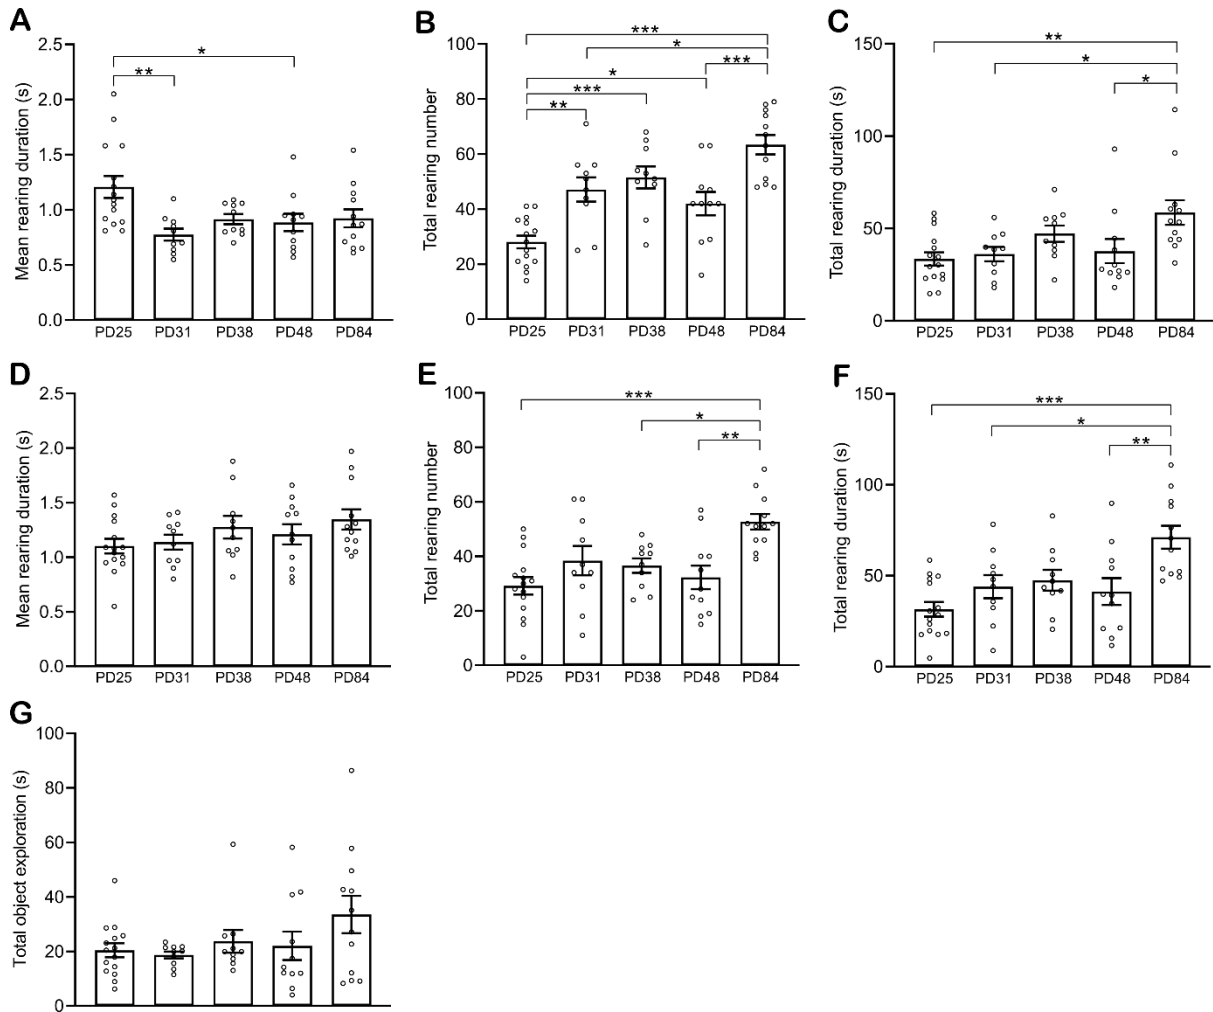 A
Mean rearing duration (s)
2.5
2.0
1.5
1.0
0.5
0.0
*
**
PD25 PD31 PD38 PD48 PD84
B
Total rearing number
100
80
60
40
20
0
***
*
***
*
***
**
PD25 PD31 PD38 PD48 PD84
C
Total rearing duration (s)
150
100
50
0
**
*
*
PD25 PD31 PD38 PD48 PD84
D
Mean rearing duration (s)
2.5
2.0
1.5
1.0
0.5
0.0
PD25 PD31 PD38 PD48 PD84
E
Total rearing number
100
80
60
40
20
0
***
*
**
PD25 PD31 PD38 PD48 PD84
F
Total rearing duration (s)
150
100
50
0
***
*
**
PD25 PD31 PD38 PD48 PD84
G
Total object exploration (s)
100
80
60
40
20
0
PD25 PD31 PD38 PD48 PD84